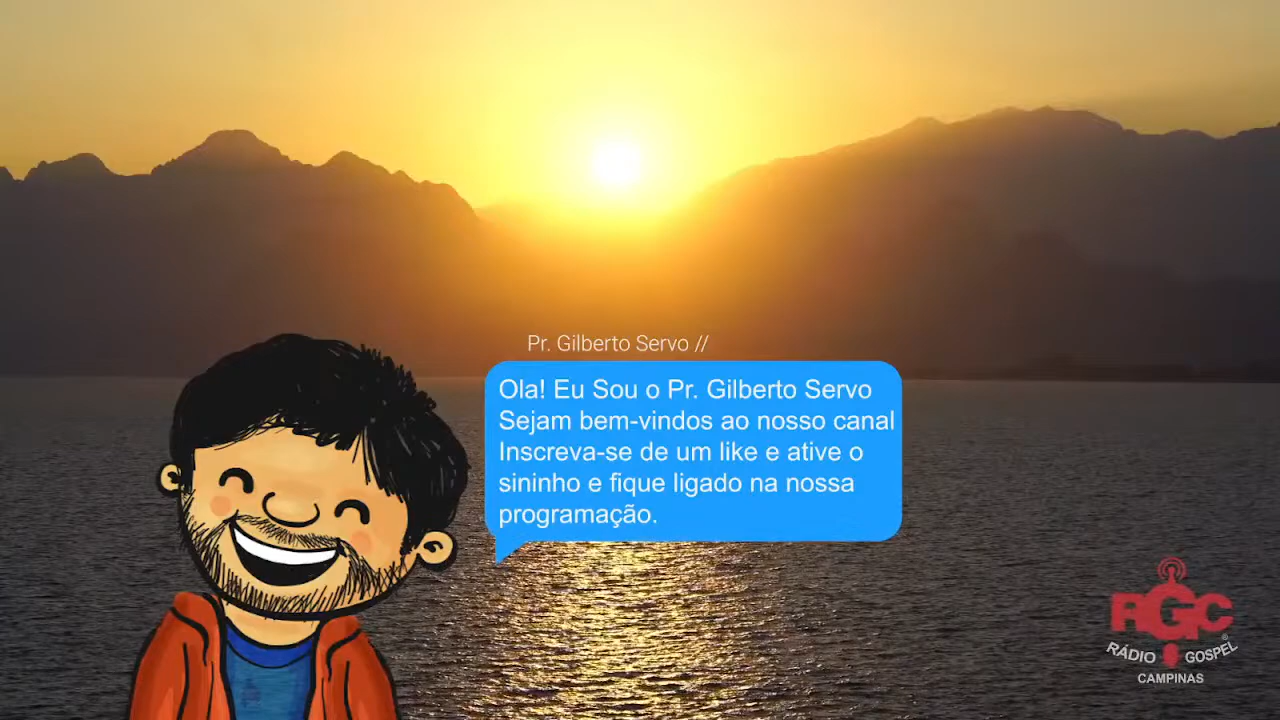 Pr. Gilberto Servo //
Ola! Eu Sou o Pr. Gilberto Servo
Sejam bem-vindos ao nosso canal
Inscreva-se de um like e ative o
sininho e fique ligado na nossa
programação.
RGC
®
RÁDIO GOSPEL
CAMPINAS